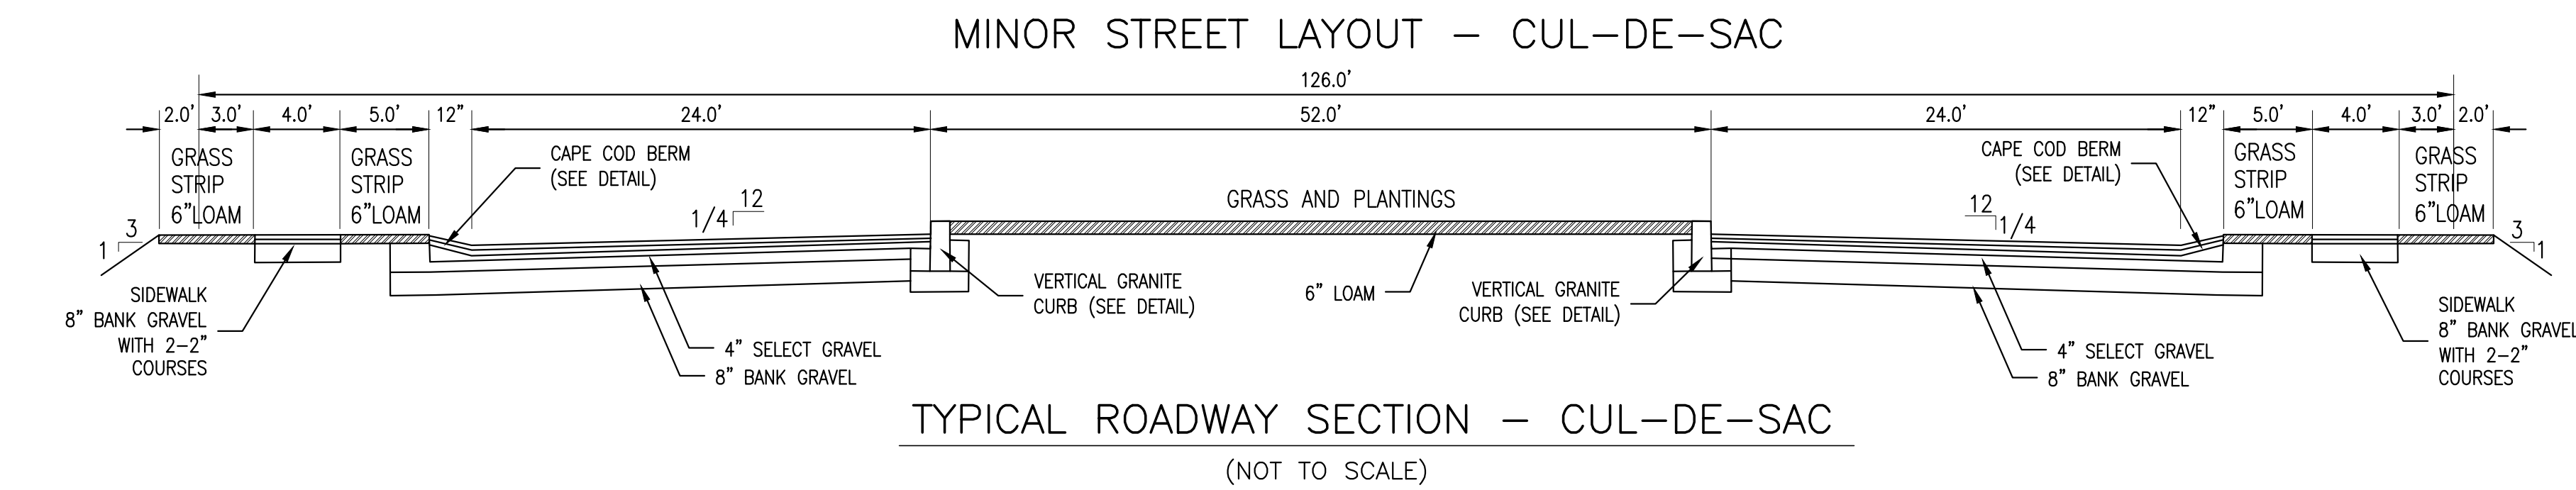 MINOR STREET LAYOUT - CUL-DE-SAC
126.0'
2.0' 3.0' 4.0' 5.0' 12" 24.0' 52.0' 24.0' 12" 5.0' 4.0' 3.0' 2.0'
GRASS
STRIP
6"LOAM
GRASS
STRIP
6"LOAM
CAPE COD BERM
(SEE DETAIL)
12
1/4
GRASS AND PLANTINGS
CAPE COD BERM
(SEE DETAIL)
12
1/4
GRASS
STRIP
6"LOAM
GRASS
STRIP
6"LOAM
3
1
3
1
SIDEWALK
8" BANK GRAVEL
WITH 2-2"
COURSES
4" SELECT GRAVEL
8" BANK GRAVEL
VERTICAL GRANITE
CURB (SEE DETAIL)
6" LOAM
VERTICAL GRANITE
CURB (SEE DETAIL)
4" SELECT GRAVEL
8" BANK GRAVEL
SIDEWALK
8" BANK GRAVEL
WITH 2-2"
COURSES
TYPICAL ROADWAY SECTION - CUL-DE-SAC
(NOT TO SCALE)